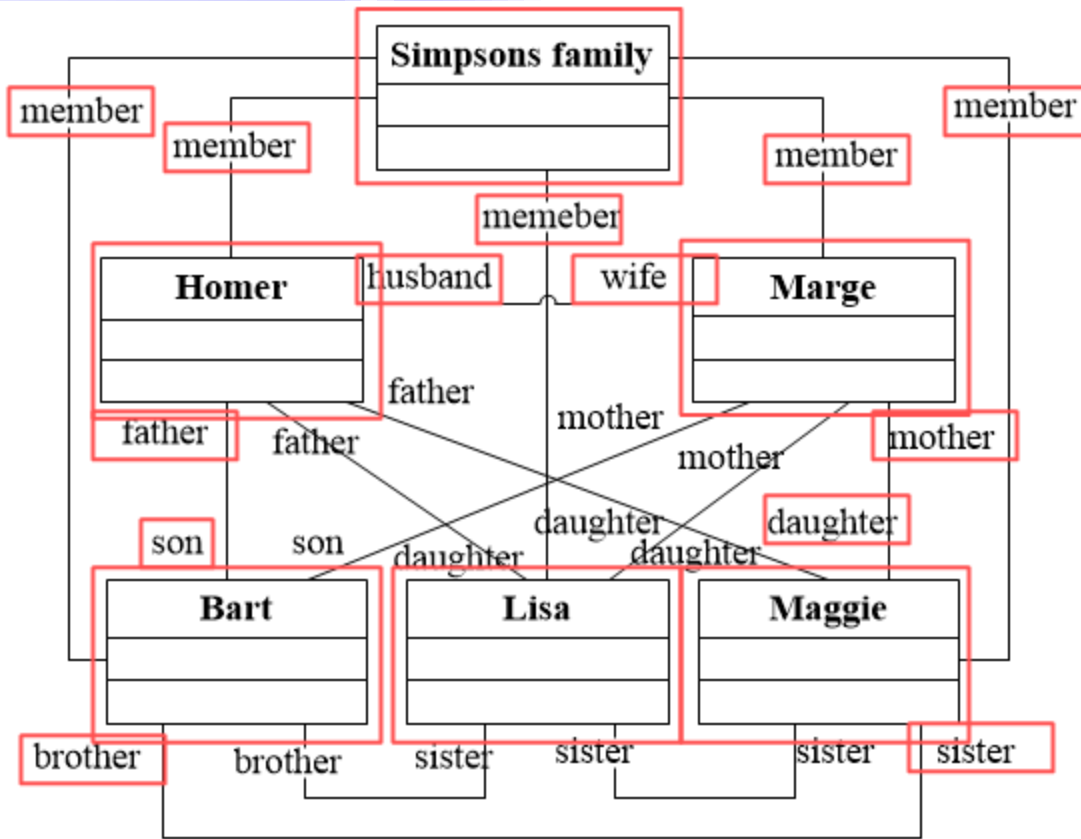 Simpsons family
member
member
member
member
memeber
husband
wife
Homer
Marge
father
mother
father
mother
father
mother
son
son
daughter
daughter
daughter
daughter
Bart
Lisa
Maggie
brother
brother
sister
sister
sister
sister